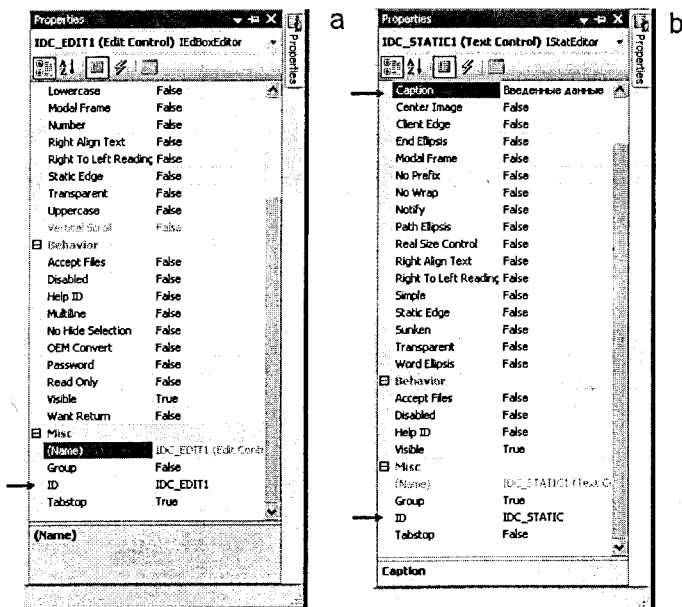 a
Properties
IDC_EDIT1 (Edit Control) IEdBoxEditor
Lowercase False
Modal Frame False
Number False
Right Align Text False
Right To Left Reading False
Static Edge False
Transparent False
Uppercase False
Vertical Scroll False
Behavior
Accept Files False
Disabled False
Help ID False
Multiline False
No Hide Selection False
OEM Convert False
Password False
Read Only False
Visible True
Want Return False
Misc
(Name) IDC_EDIT1 (Edit Contr
Group False
ID IDC_EDIT1
Tabstop True
(Name)
Properties
b
Properties
IDC_STATIC1 (Text Control) IStatEditor
Caption Введенные данные
Center Image False
Client Edge False
End Ellipsis False
Modal Frame False
No Prefix False
No Wrap False
Notify False
Path Ellipsis False
Real Size Control False
Right Align Text False
Right To Left Reading False
Simple False
Static Edge False
Sunken False
Transparent False
Word Ellipsis False
Behavior
Accept Files False
Disabled False
Help ID False
Visible True
Misc
(Name) IDC_STATIC1 (Text C
Group True
ID IDC_STATIC
Tabstop False
Caption
Properties